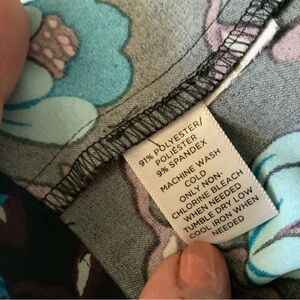 91% POLYESTER/
POLIÉSTER
9% SPANDEX
MACHINE WASH
COLD
ONLY NON-
CHLORINE BLEACH
WHEN NEEDED
TUMBLE DRY LOW
COOL IRON WHEN
NEEDED